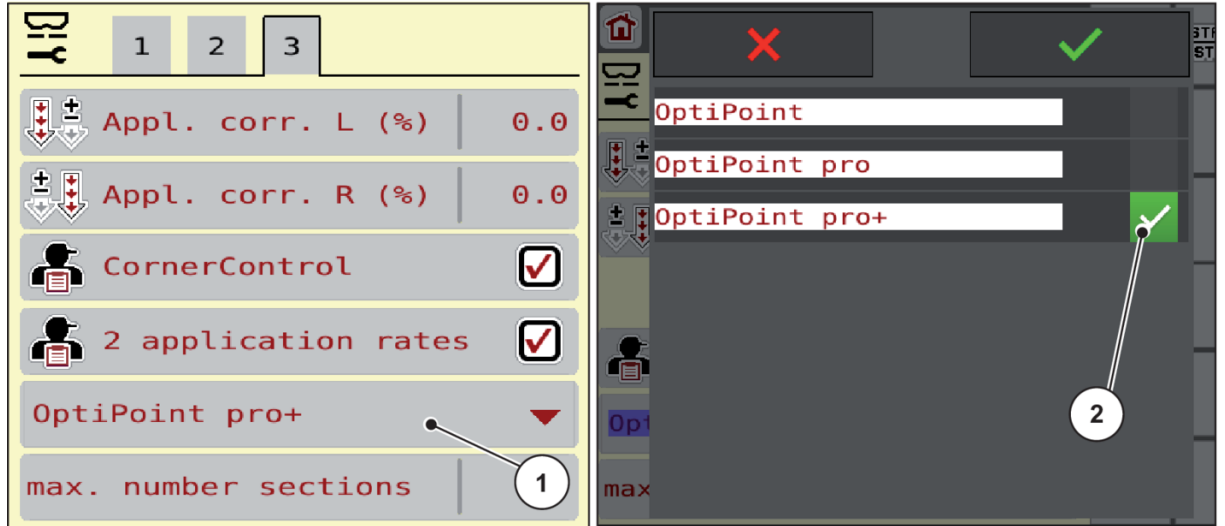 1 2 3
Appl. corr. L (%) 0.0
Appl. corr. R (%) 0.0
CornerControl
2 application rates
OptiPoint pro+
max. number sections
1
OptiPoint
OptiPoint pro
OptiPoint pro+
2
Opt
max
ST